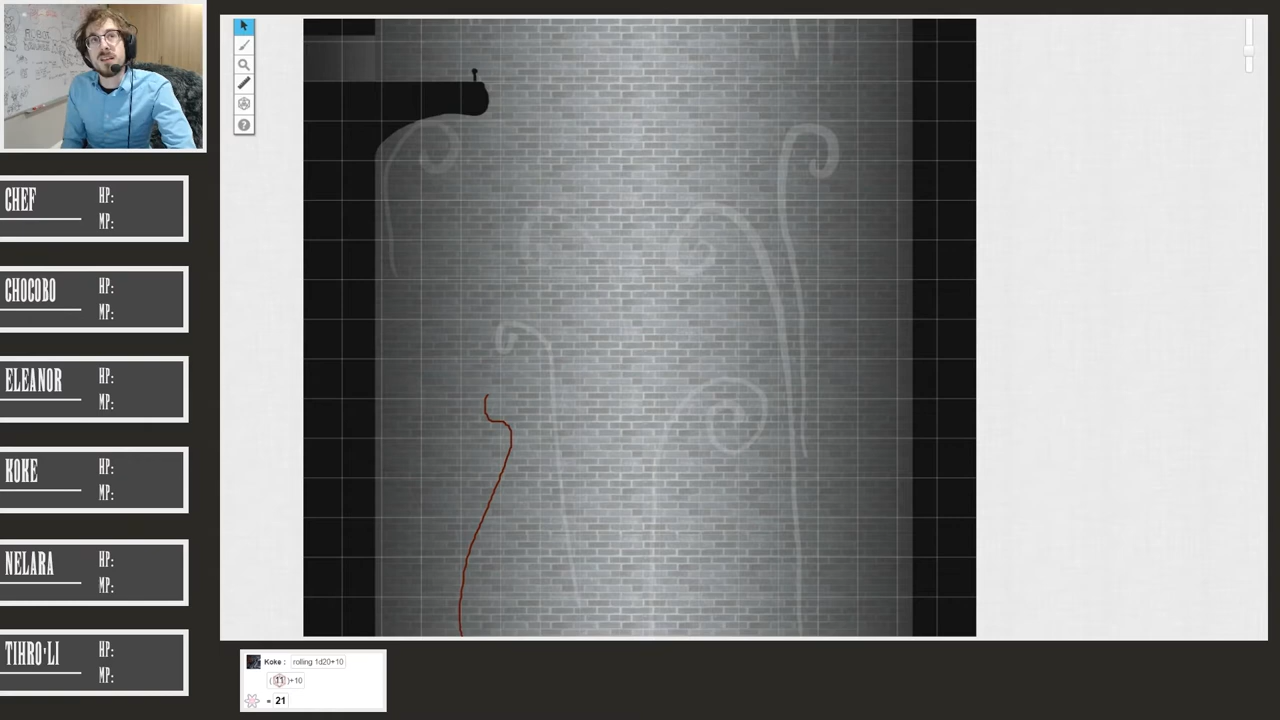 CHEF
HP:
MP:
CHOCOBO
HP:
MP:
ELEANOR
HP:
MP:
KOKE
HP:
MP:
NELARA
HP:
MP:
TIHRO'LI
HP:
MP:
Koke : rolling 1d20+10
(11)+10
= 21